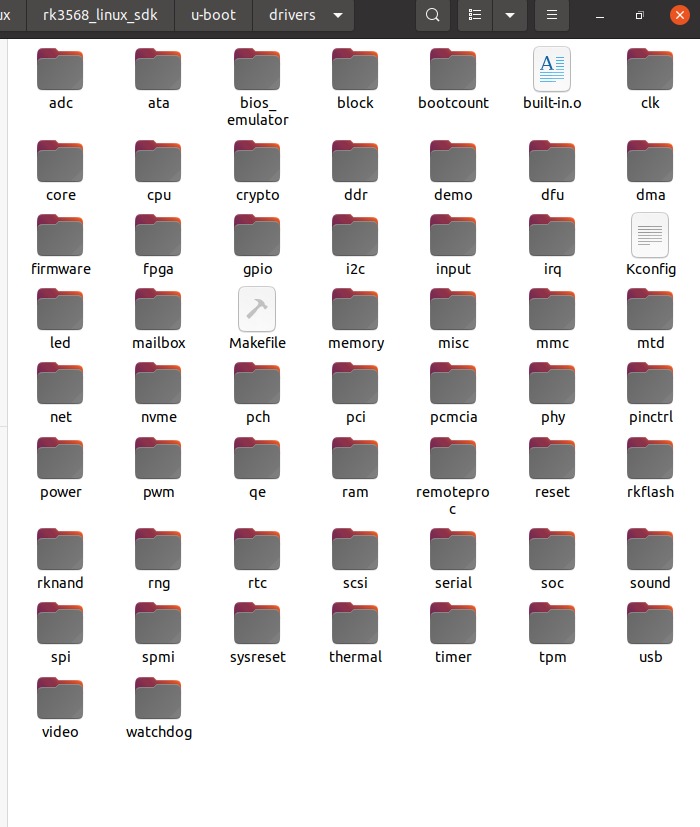 ux rk3568_linux_sdk u-boot drivers
adc ata bios_ block bootcount built-in.o clk
emulator
core cpu crypto ddr demo dfu dma
firmware fpga gpio i2c input irq Kconfig
led mailbox Makefile memory misc mmc mtd
net nvme pch pci pcmcia phy pinctrl
power pwm qe ram remotepro reset rkflash
c
rknand rng rtc scsi serial soc sound
spi spmi sysreset thermal timer tpm usb
video watchdog